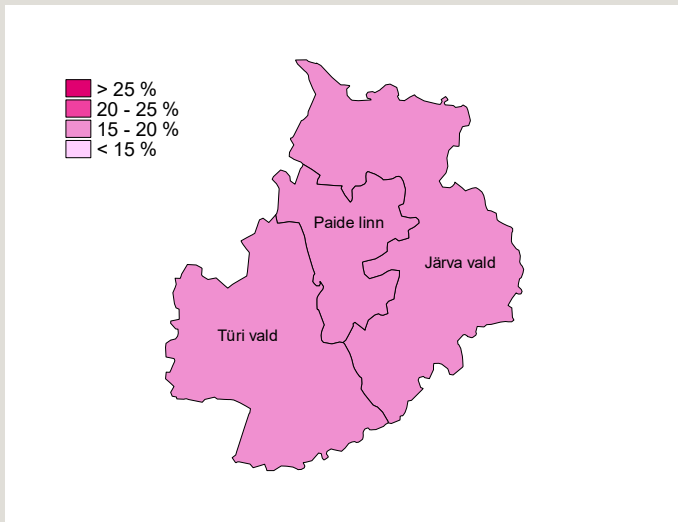 > 25 %
20 - 25 %
15 - 20 %
< 15 %
Paide linn
Järva vald
Türi vald